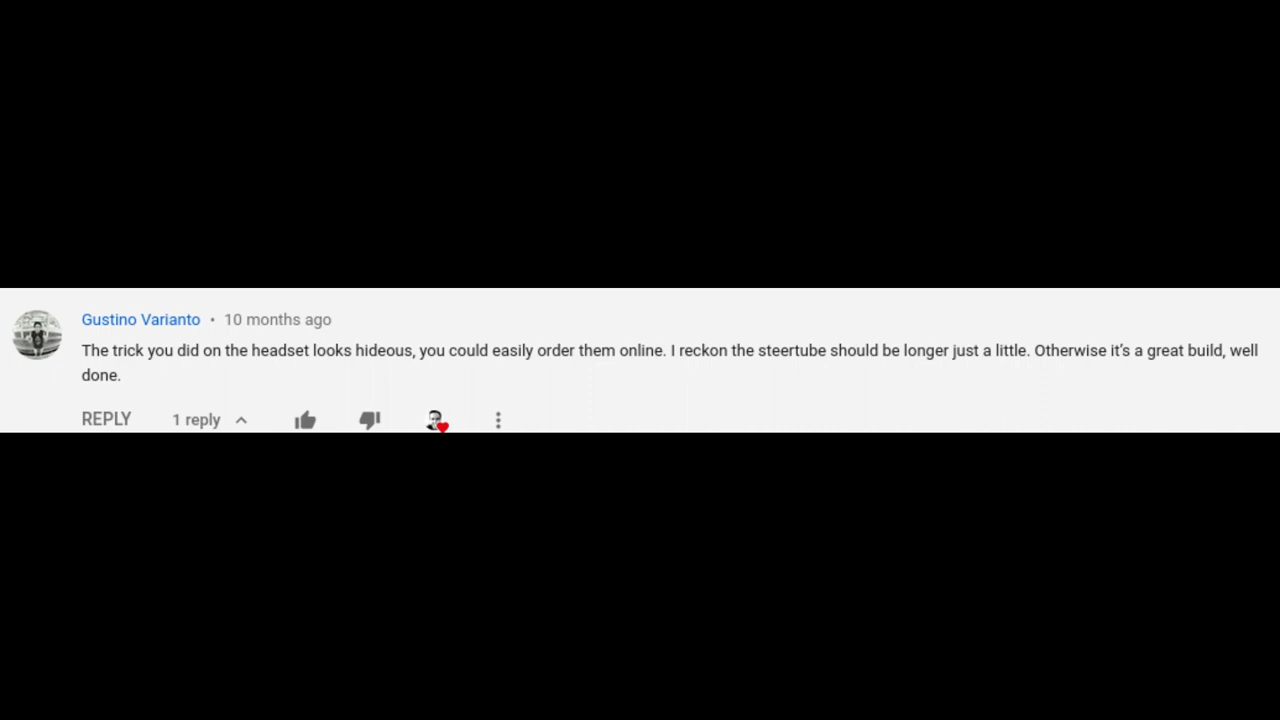 Gustino Varianto • 10 months ago
The trick you did on the headset looks hideous, you could easily order them online. I reckon the steertube should be longer just a little. Otherwise it's a great build, well
done.
REPLY 1 reply